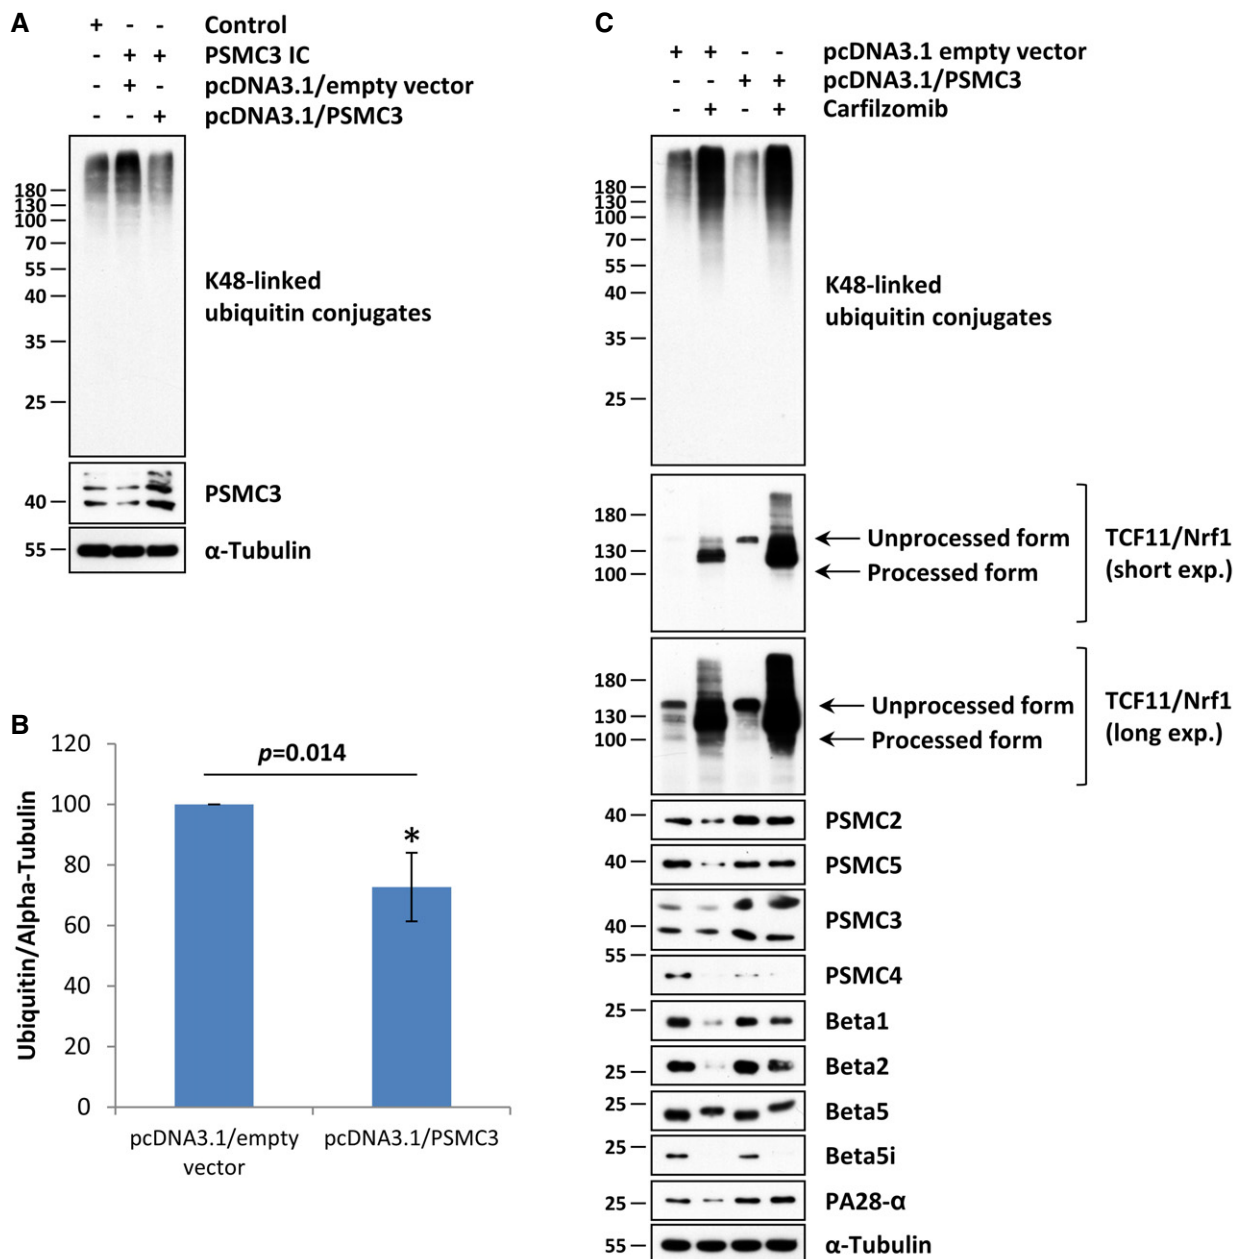 A
+ - - Control
- + + PSMC3 IC
- + - pcDNA3.1/empty vector
- - + pcDNA3.1/PSMC3
180
130
100
70
55
40
35
25
K48-linked
ubiquitin conjugates
40
PSMC3
55
α-Tubulin
B
120
100
80
60
40
20
0
Ubiquitin/Alpha-Tubulin
p=0.014
*
pcDNA3.1/empty
vector
pcDNA3.1/PSMC3
C
+ + - - pcDNA3.1 empty vector
- - + + pcDNA3.1/PSMC3
- + - + Carfilzomib
180
130
100
70
55
40
35
25
K48-linked
ubiquitin conjugates
180
130
100
Unprocessed form
Processed form
TCF11/Nrf1
(short exp.)
180
130
100
Unprocessed form
Processed form
TCF11/Nrf1
(long exp.)
40 PSMC2
40 PSMC5
40 PSMC3
55 PSMC4
25 Beta1
25 Beta2
25 Beta5
25 Beta5i
25 PA28-α
55 α-Tubulin